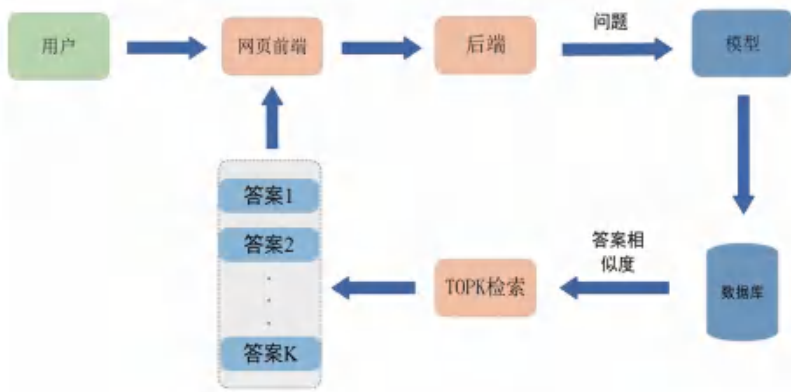 用户
网页前端
后端
问题
模型
答案1
答案2
答案K
TOPK检索
答案相
似度
数据库